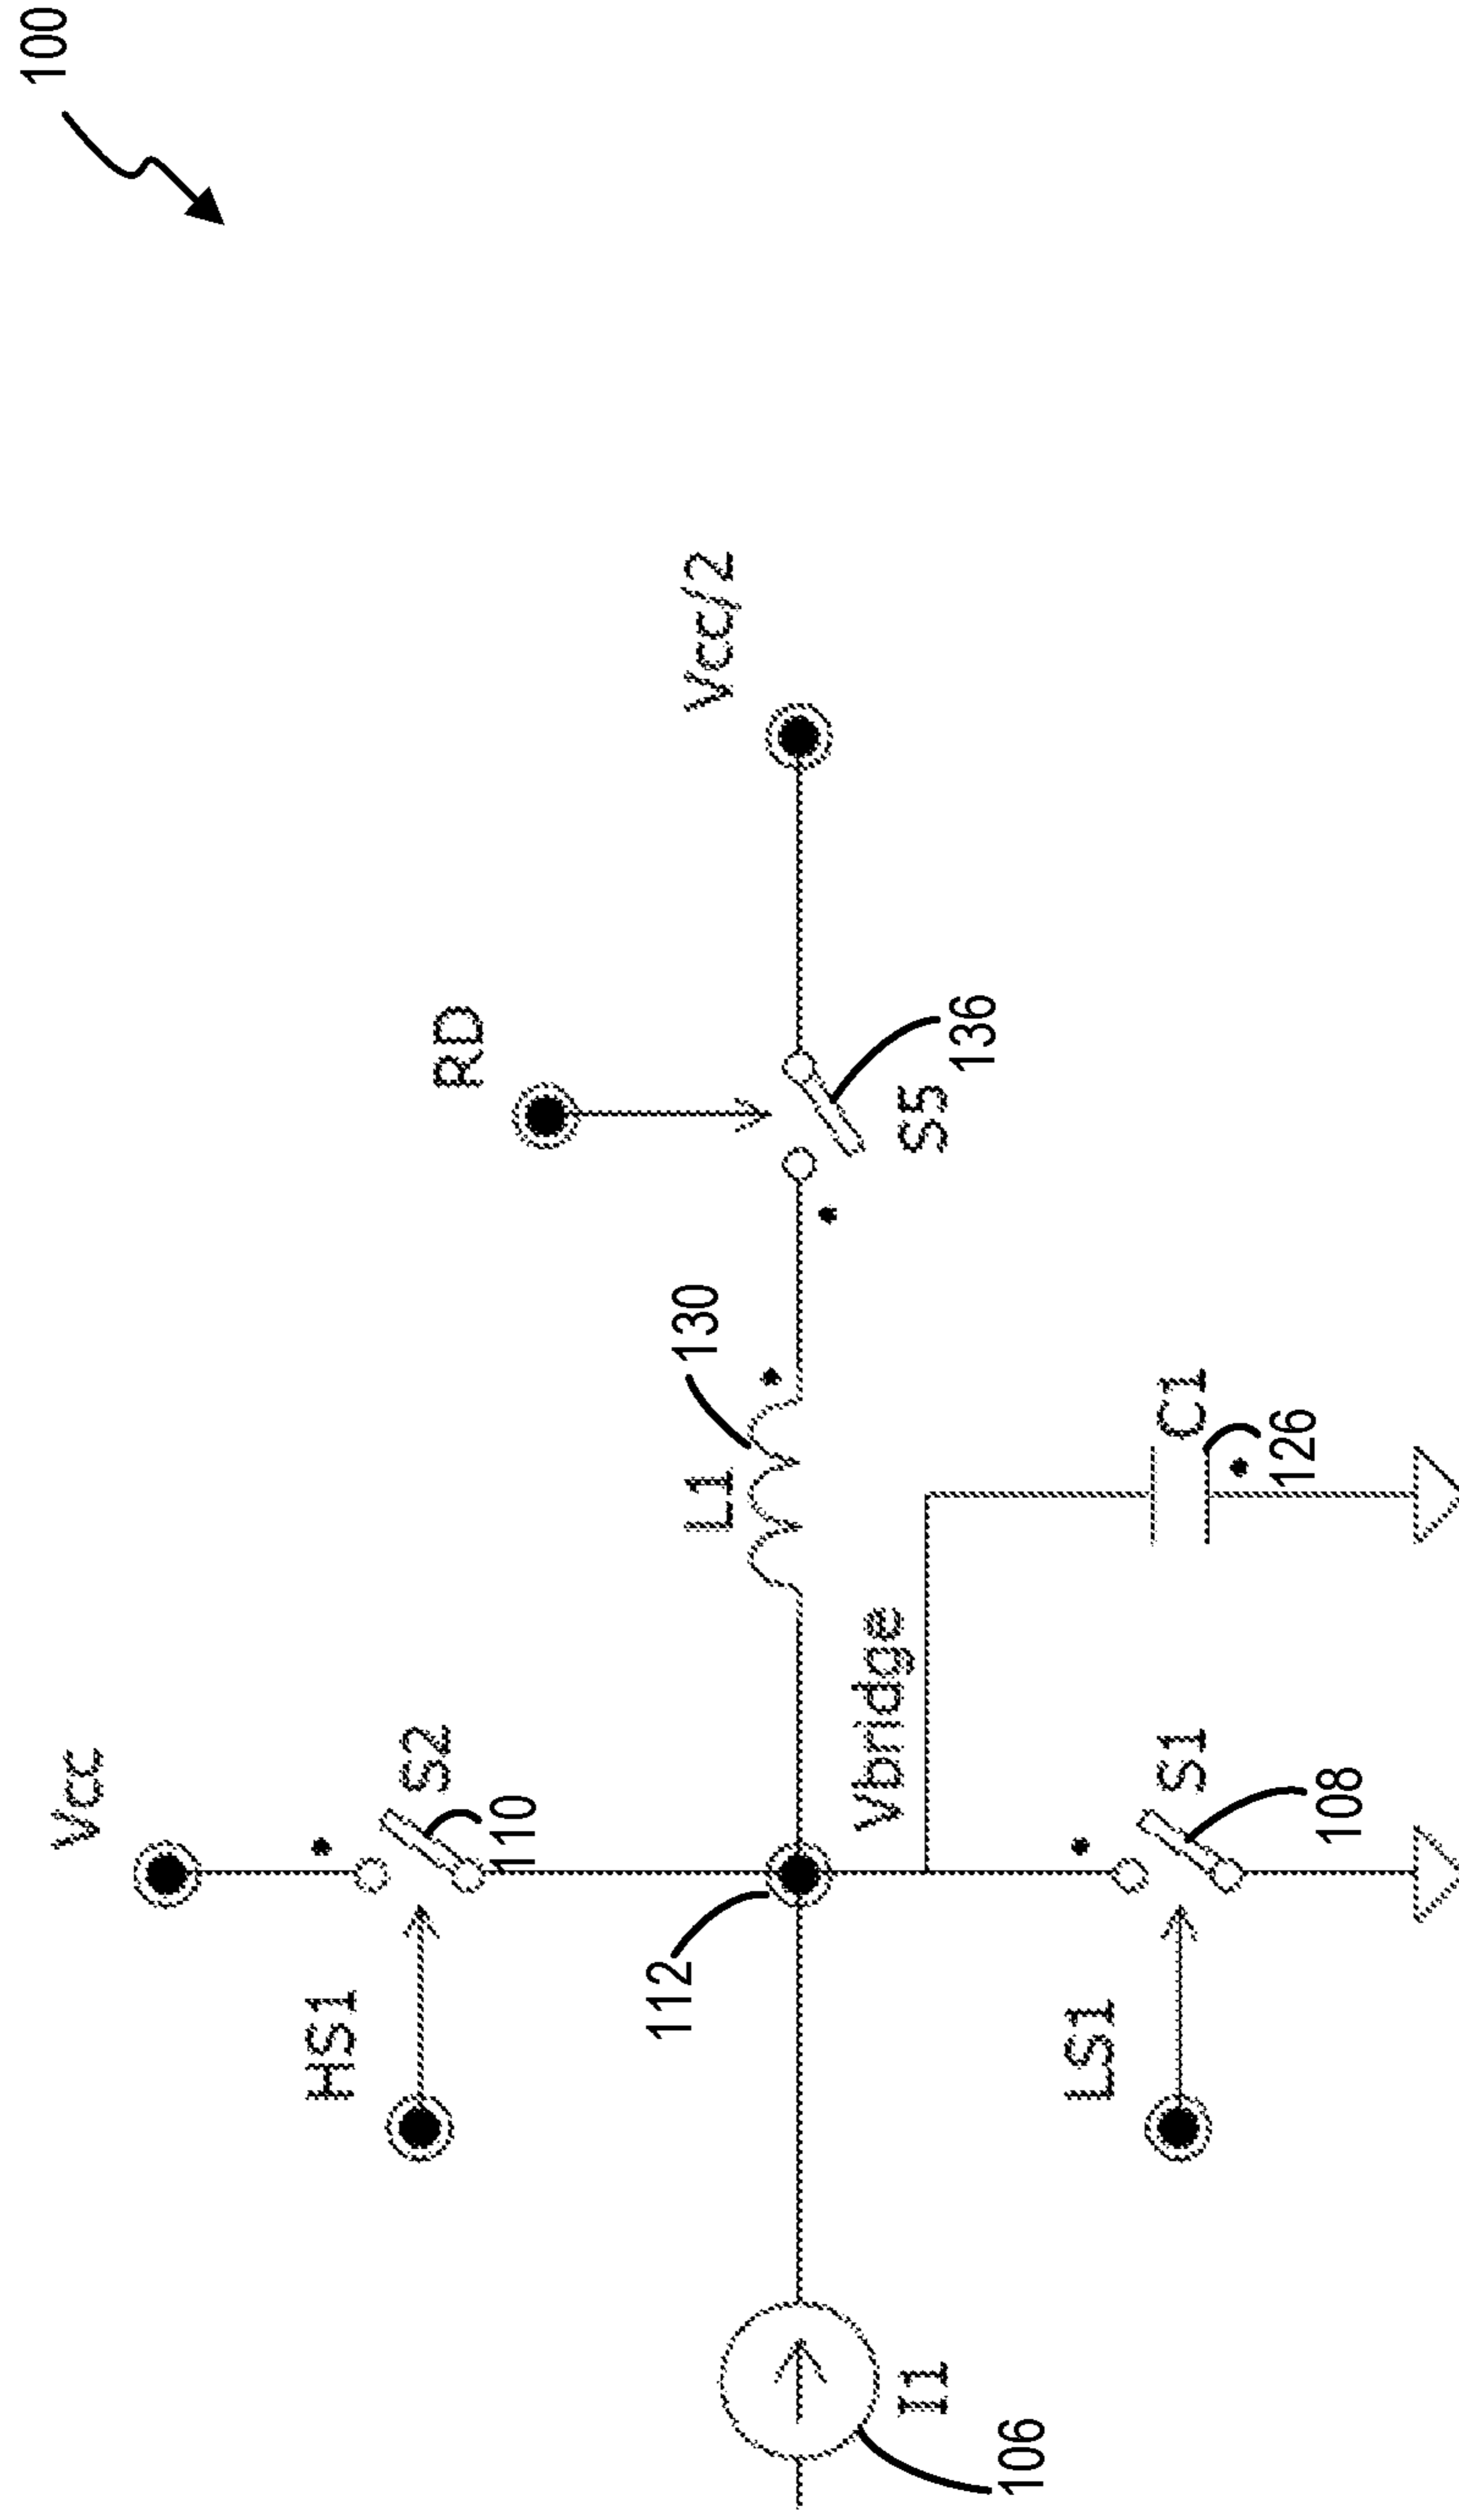 100
Vcc
HS1
S2
110
RD
Vcc/2
112
L1
130
Vbridge
S5
136
I1
106
LS1
S1
108
C1
126